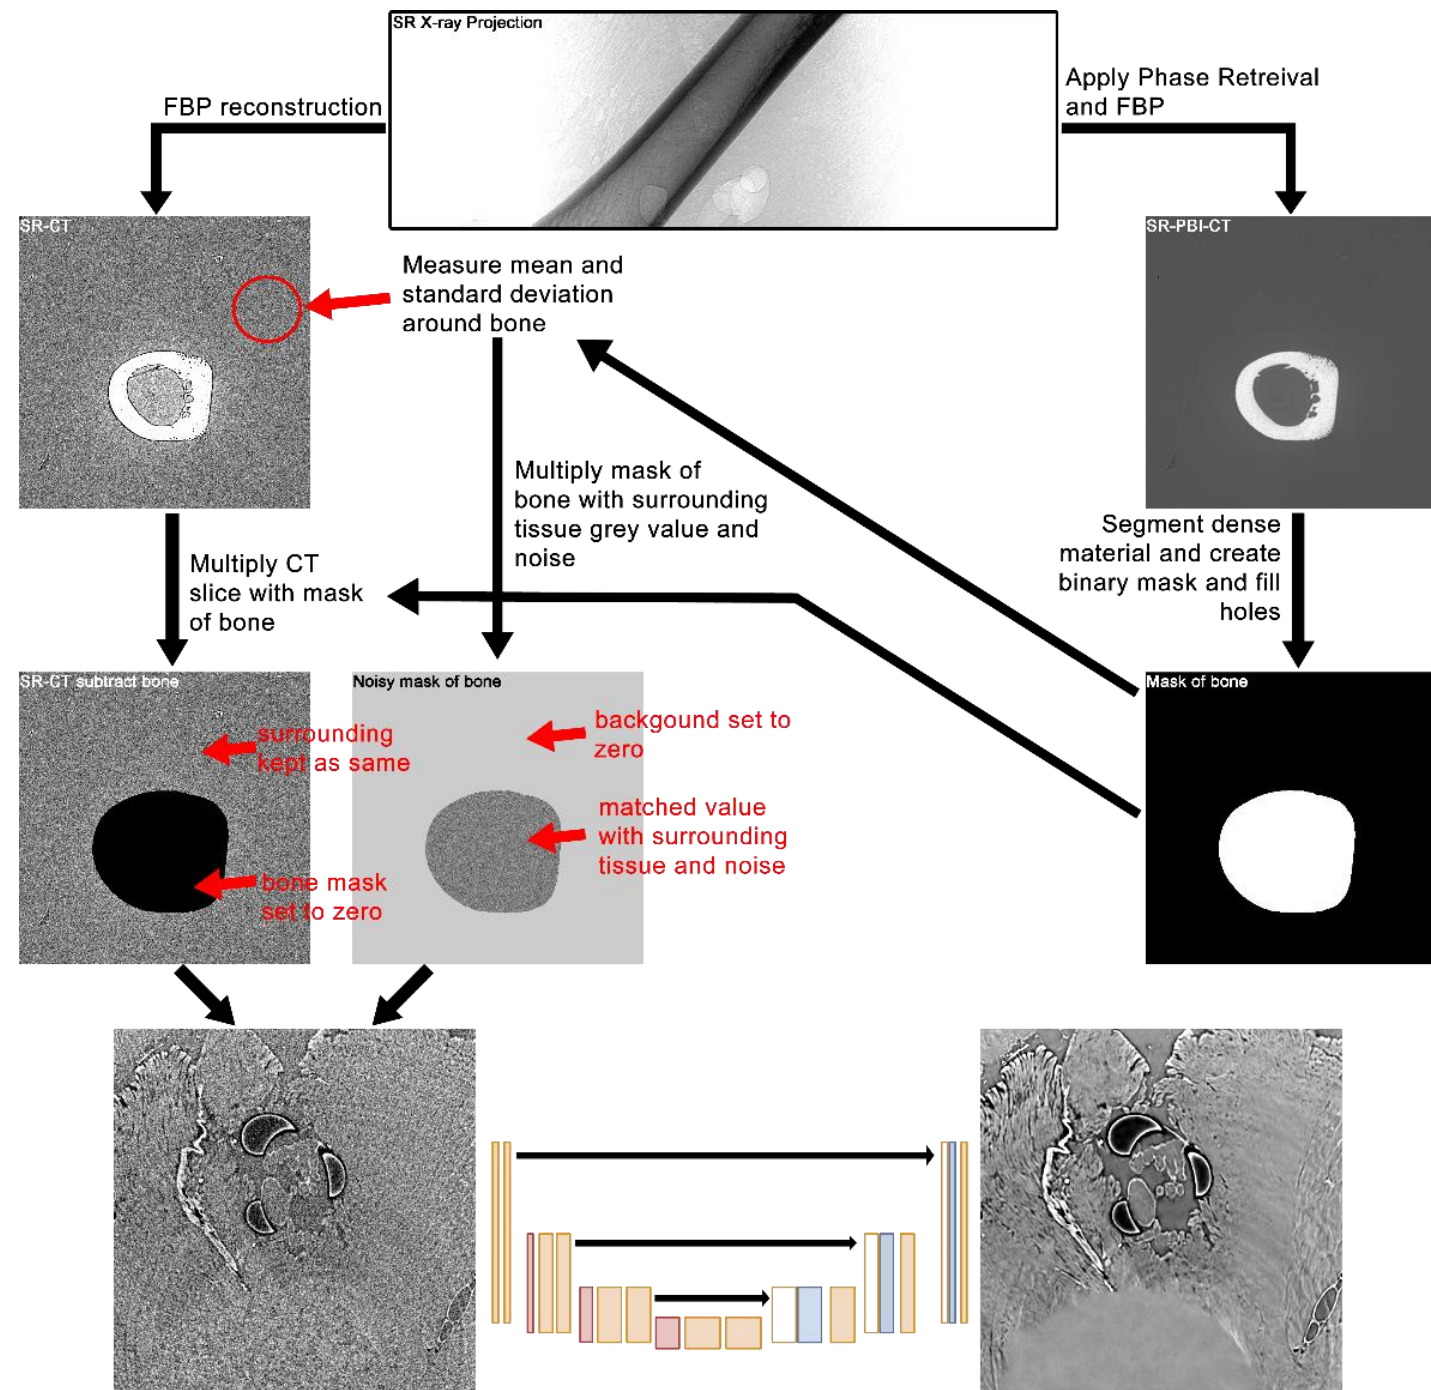 SR X-ray Projection
FBP reconstruction
Apply Phase Retreival
and FBP
SR-CT
SR-PBI-CT
Measure mean and
standard deviation
around bone
Multiply mask of
bone with surrounding
tissue grey value and
noise
Segment dense
material and create
binary mask and fill
holes
Multiply CT
slice with mask
of bone
SR-CT subtract bone
Noisy mask of bone
Mask of bone
surrounding
kept as same
backgound set to
zero
matched value
with surrounding
tissue and noise
bone mask
set to zero